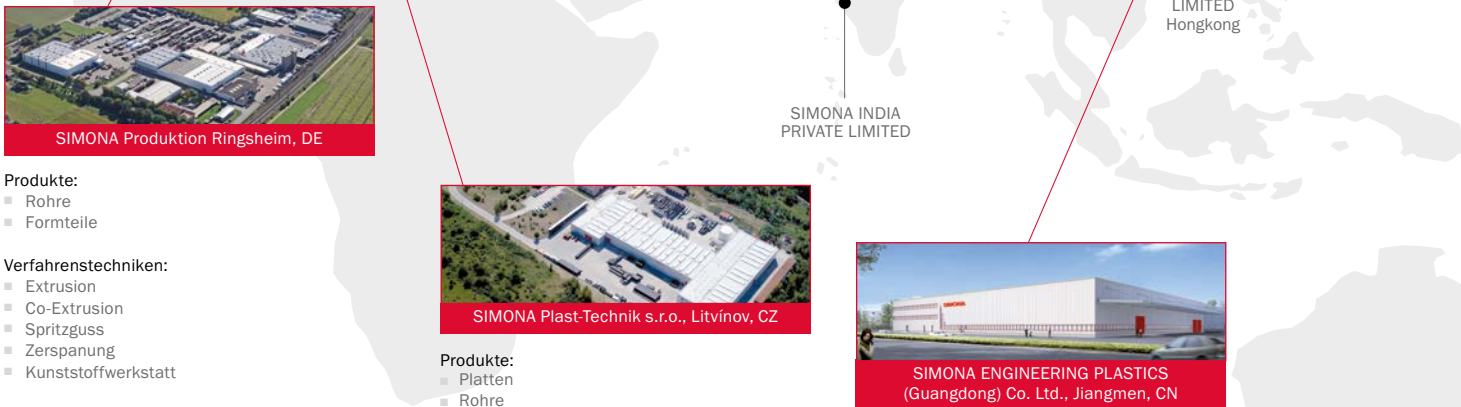 LIMITED
Hongkong
SIMONA INDIA
PRIVATE LIMITED
SIMONA Produktion Ringsheim, DE
Produkte:
Rohre
Formteile
Verfahrenstechniken:
Extrusion
Co-Extrusion
Spritzguss
Zerspanung
Kunststoffwerkstatt
SIMONA Plast-Technik s.r.o., Litvínov, CZ
Produkte:
Platten
Rohre
SIMONA
SIMONA ENGINEERING PLASTICS
(Guangdong) Co. Ltd., Jiangmen, CN